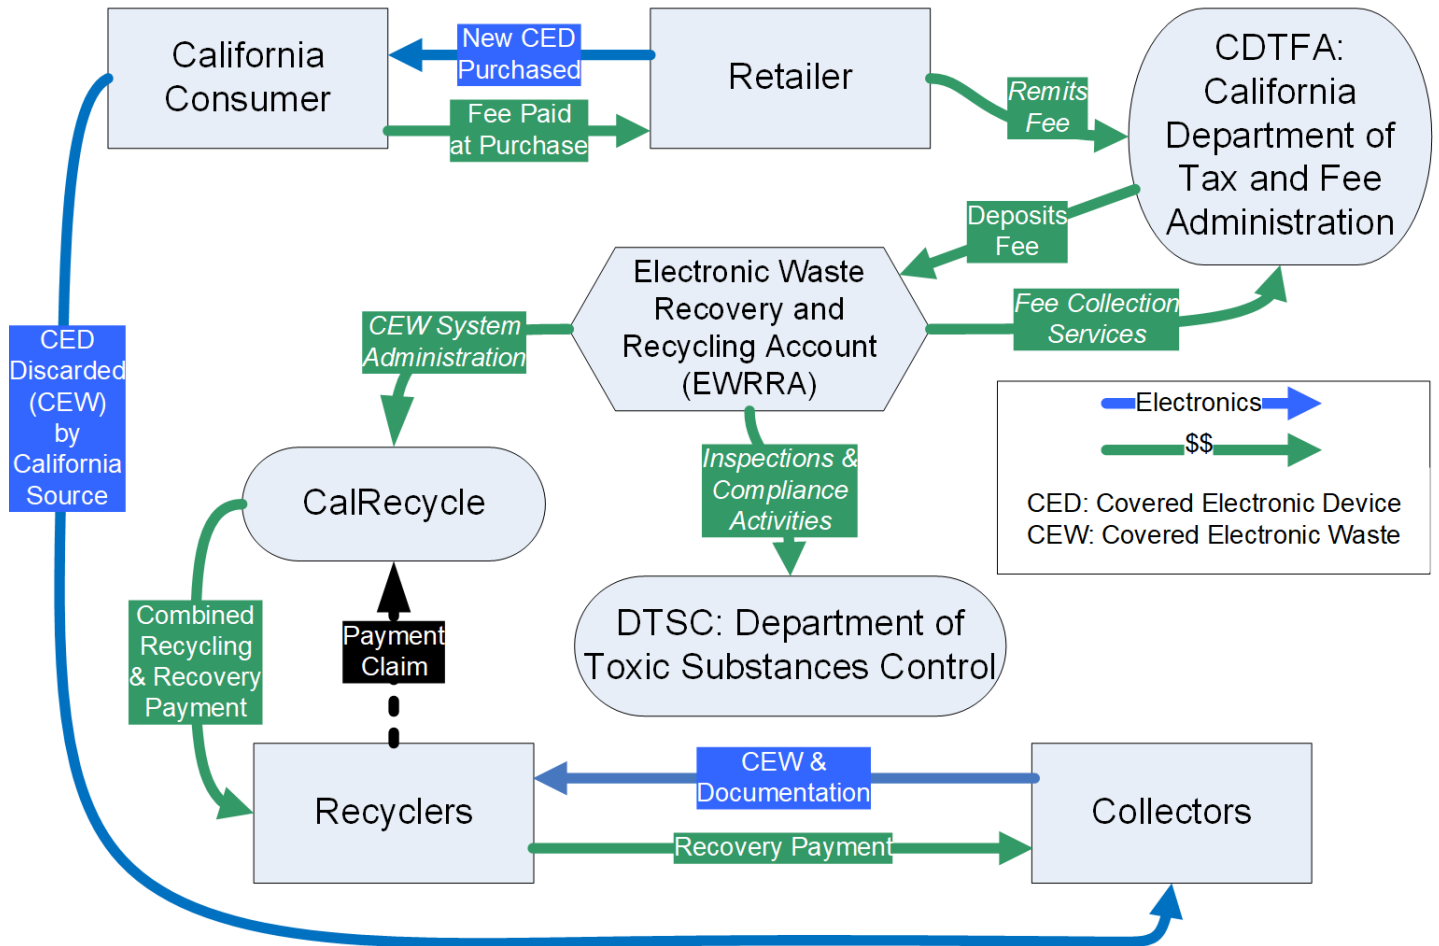 California
Consumer
New CED
Purchased
Fee Paid
at Purchase
Retailer
Remits
Fee
CDTFA:
California
Department of
Tax and Fee
Administration
Deposits
Fee
Electronic Waste
Recovery and
Recycling Account
(EWRRA)
Fee Collection
Services
CEW System
Administration
CED
Discarded
(CEW)
by
California
Source
Electronics
$$
CED: Covered Electronic Device
CEW: Covered Electronic Waste
Inspections &
Compliance
Activities
CalRecycle
DTSC: Department of
Toxic Substances Control
Combined
Recycling
& Recovery
Payment
Payment
Claim
Recyclers
CEW &
Documentation
Recovery Payment
Collectors